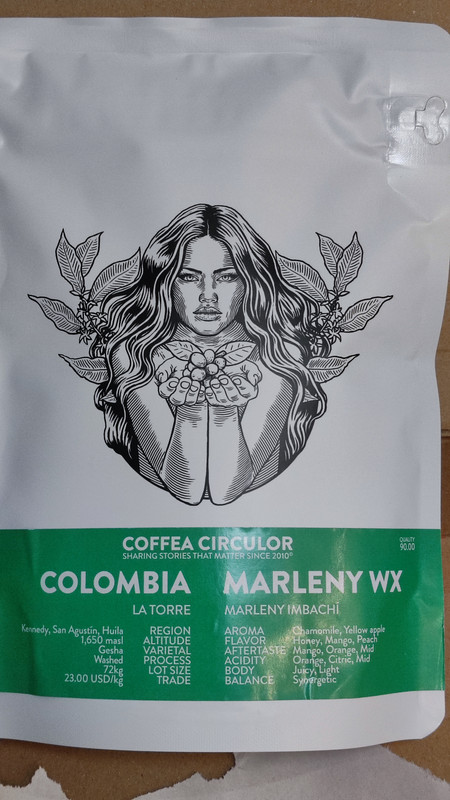 COFFEA CIRCULOR
SHARING STORIES THAT MATTER SINCE 2010®
QUALITY
90.00
COLOMBIA MARLENY WX
LA TORRE MARLENY IMBACHÍ
Kennedy, San Agustín, Huila REGION AROMA Chamomile, Yellow apple
1,650 masl ALTITUDE FLAVOR Honey, Mango, Peach
Gesha VARIETAL AFTERTASTE Mango, Orange, Mid
Washed PROCESS ACIDITY Orange, Citric, Mid
72kg LOT SIZE BODY Juicy, Light
23.00 USD/kg TRADE BALANCE Synergetic